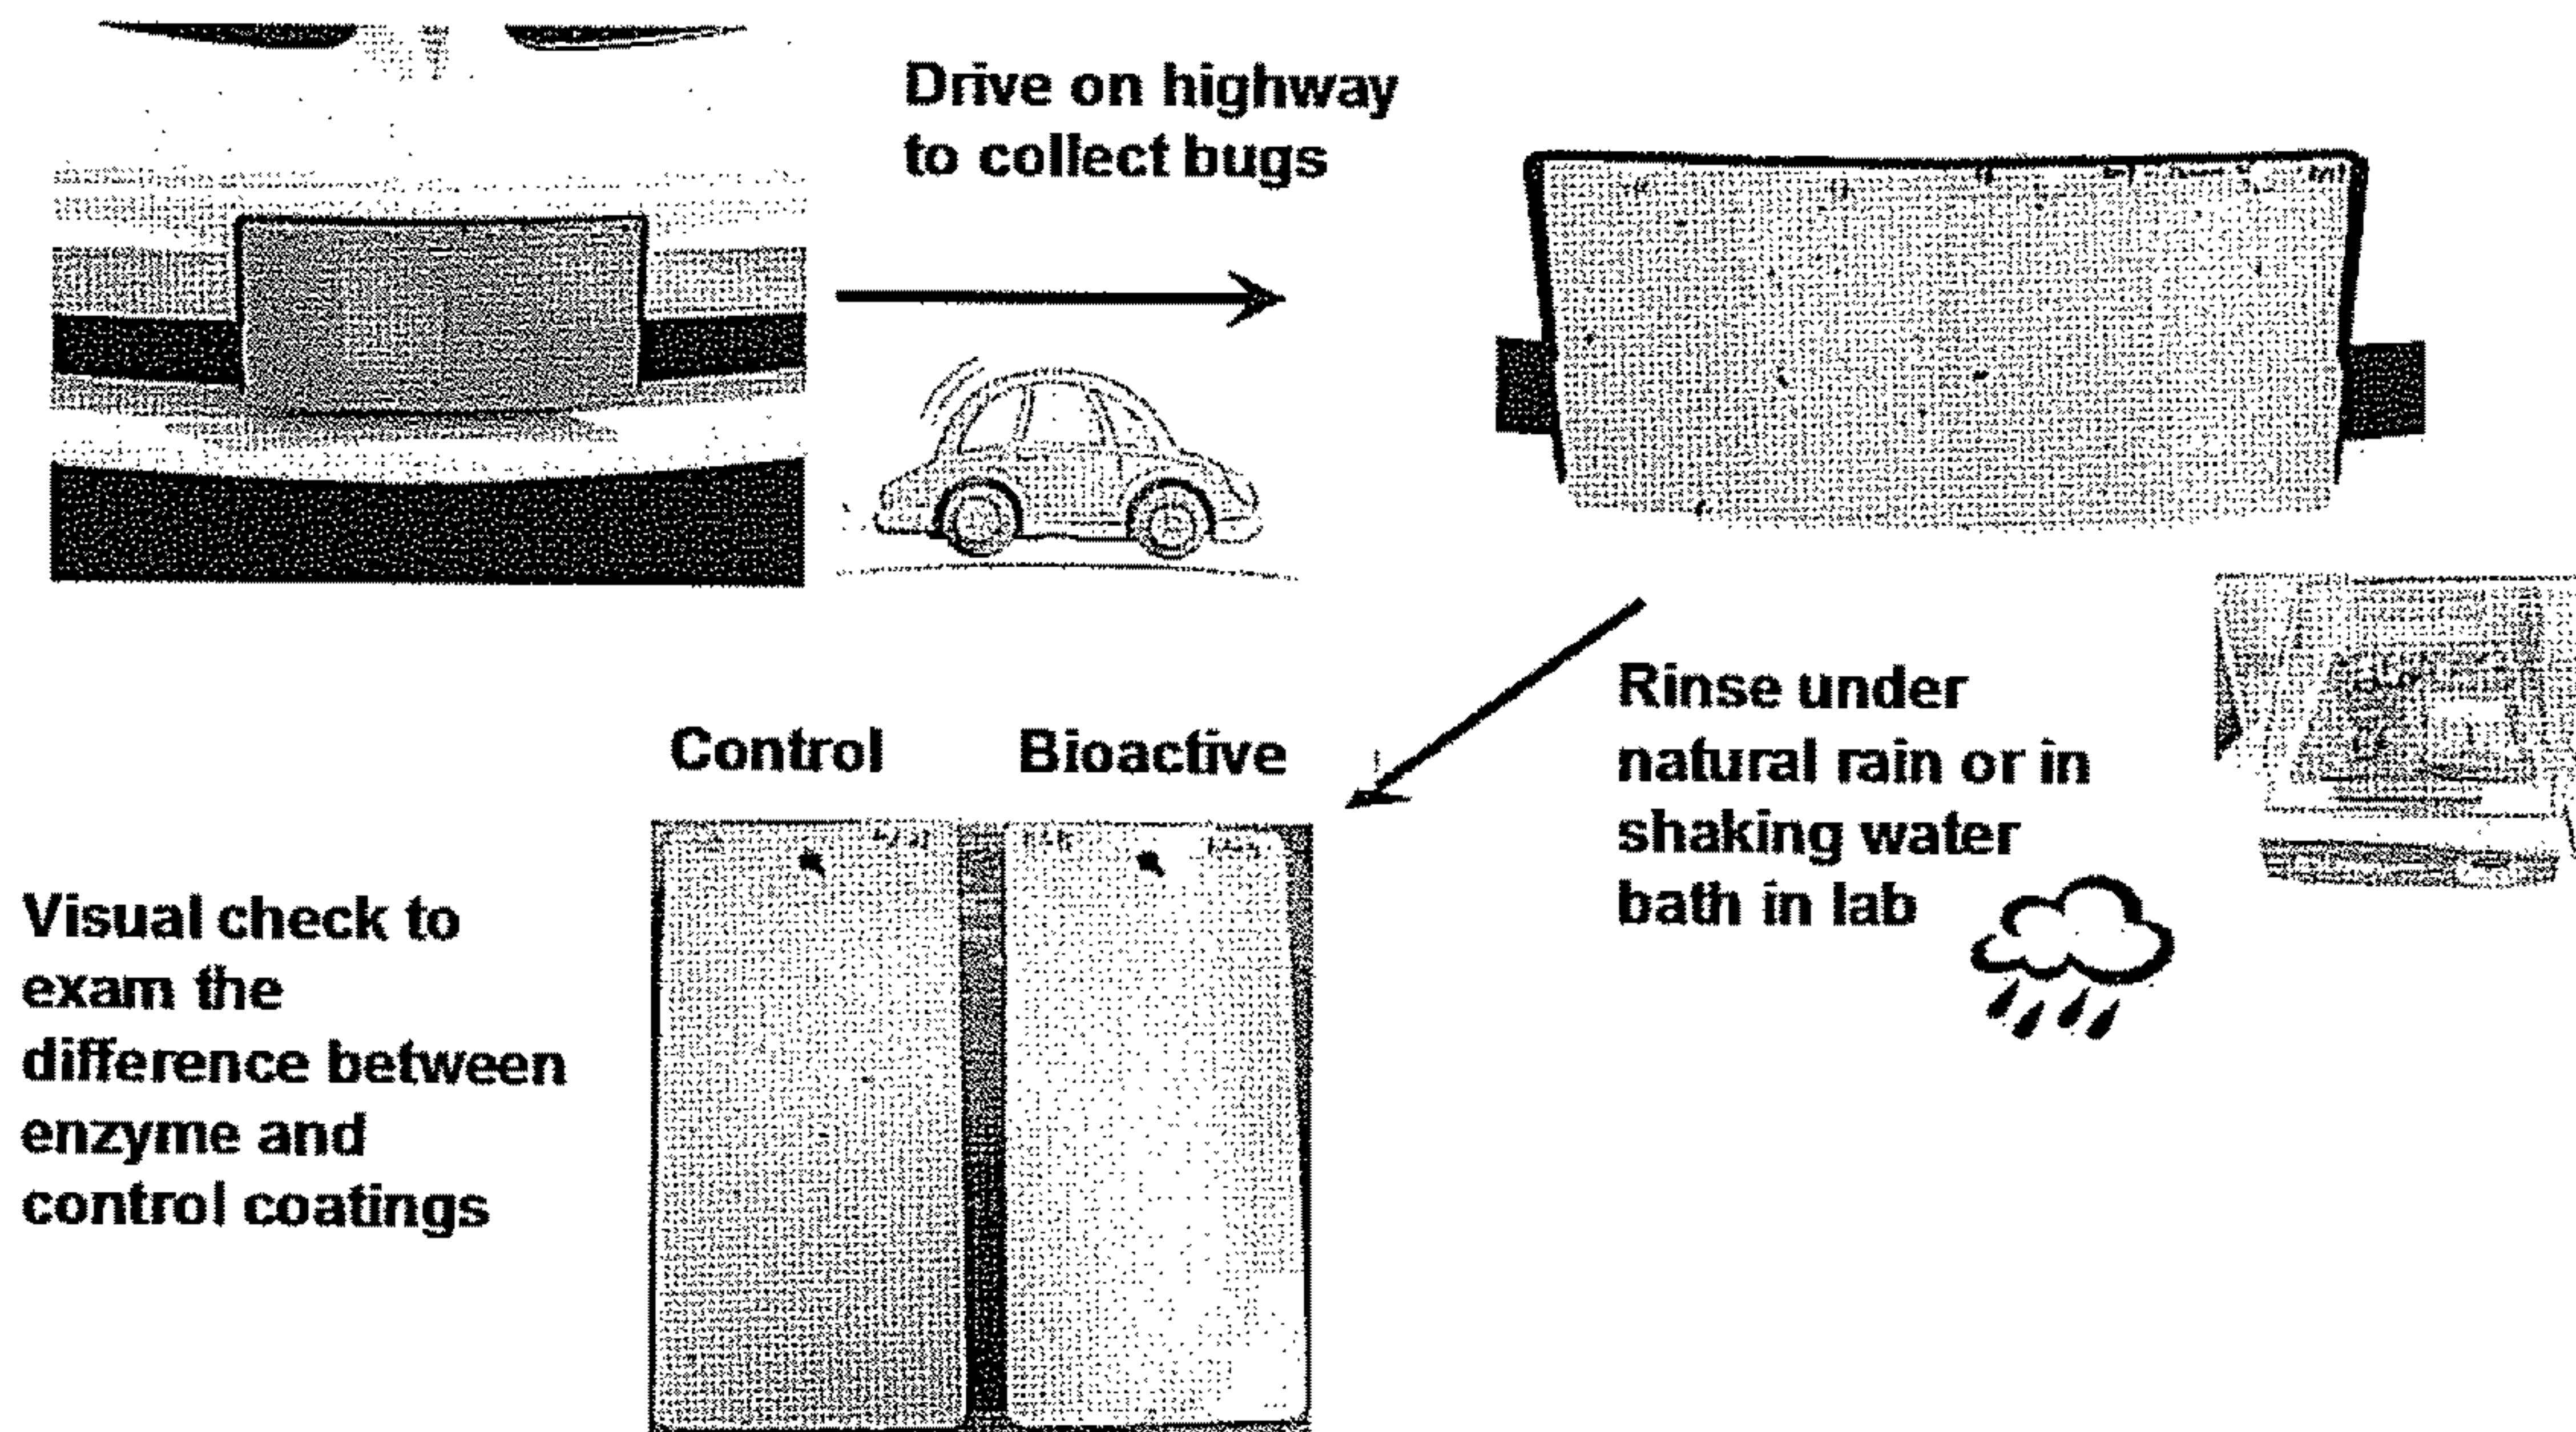 Drive on highway
to collect bugs
Rinse under
natural rain or in
shaking water
bath in lab
Control
Bioactive
Visual check to
exam the
difference between
enzyme and
control coatings